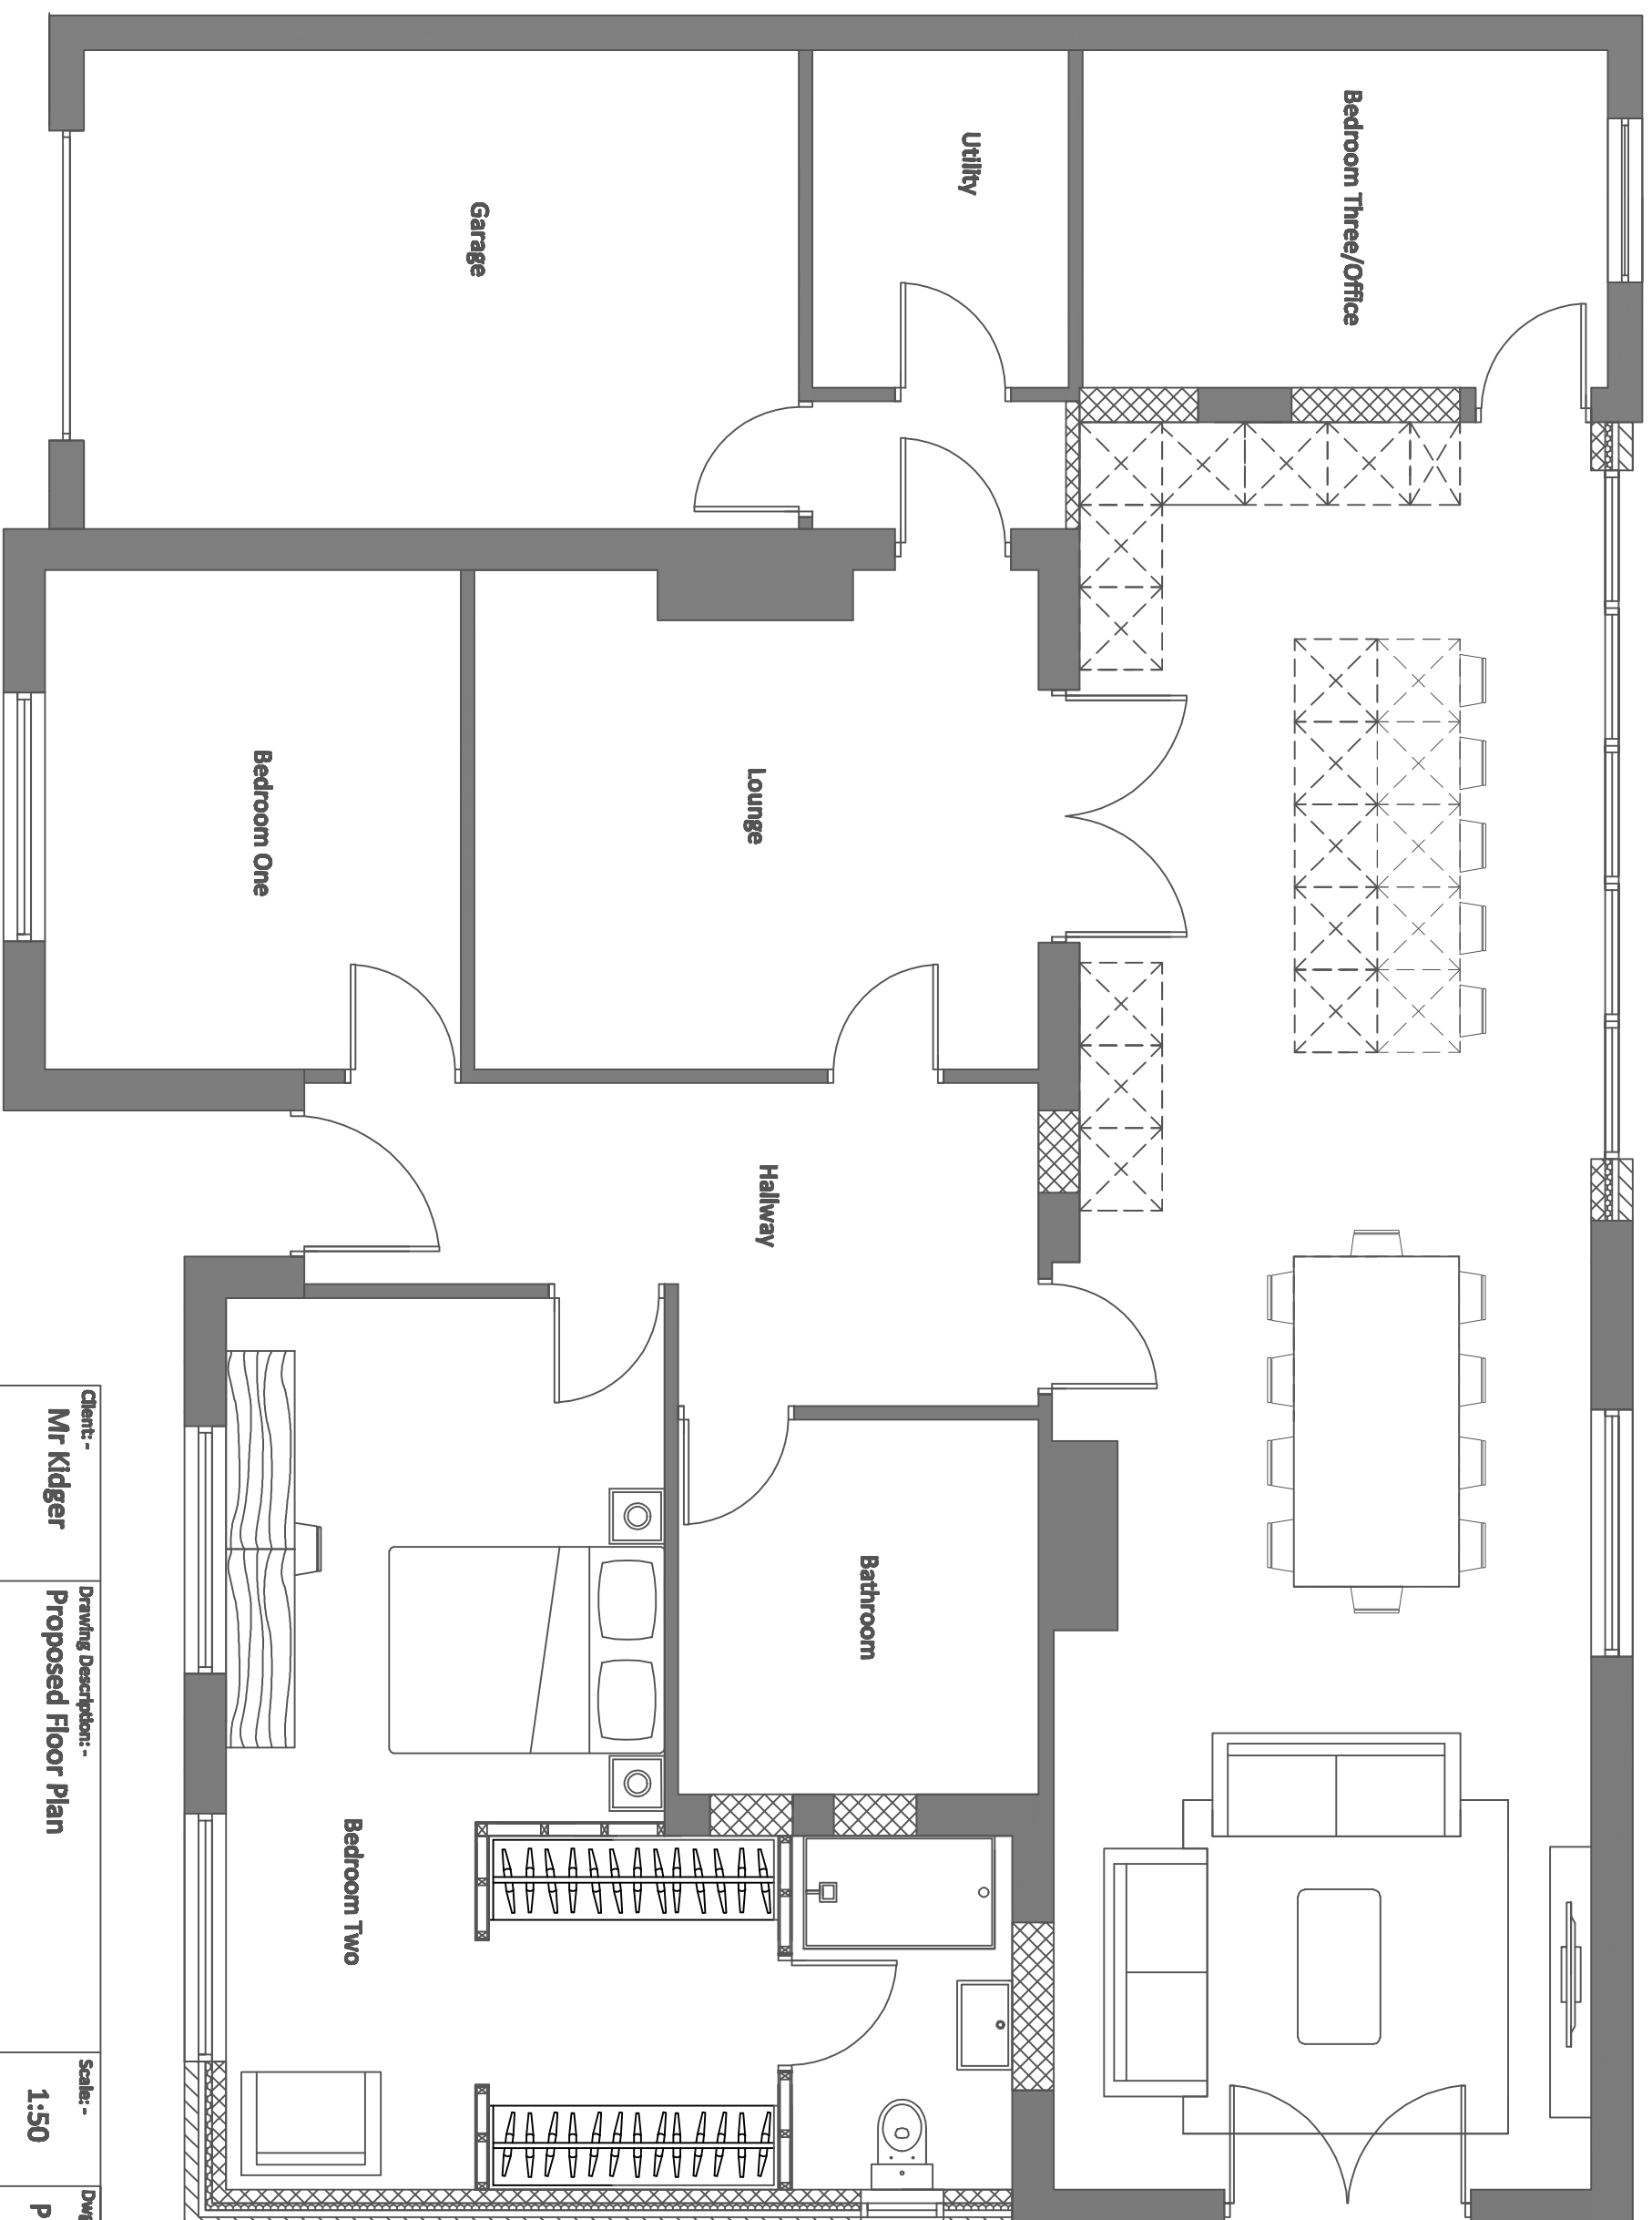 Bedroom Three/Office
Utility
Garage
Lounge
Bedroom One
Hallway
Bathroom
Bedroom Two
Client: -
Mr Kidger
Drawing Description: -
Proposed Floor Plan
Scale: -
1:50